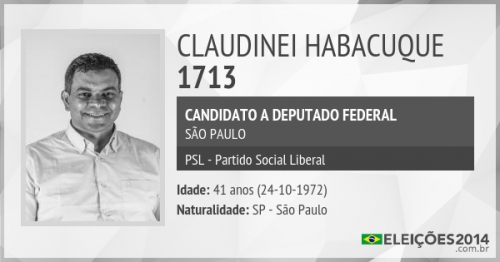 CLAUDINEI HABACUQUE
1713
CANDIDATO A DEPUTADO FEDERAL
SÃO PAULO
PSL - Partido Social Liberal
Idade: 41 anos (24-10-1972)
Naturalidade: SP - São Paulo
ELEIÇÕES2014
.com.br